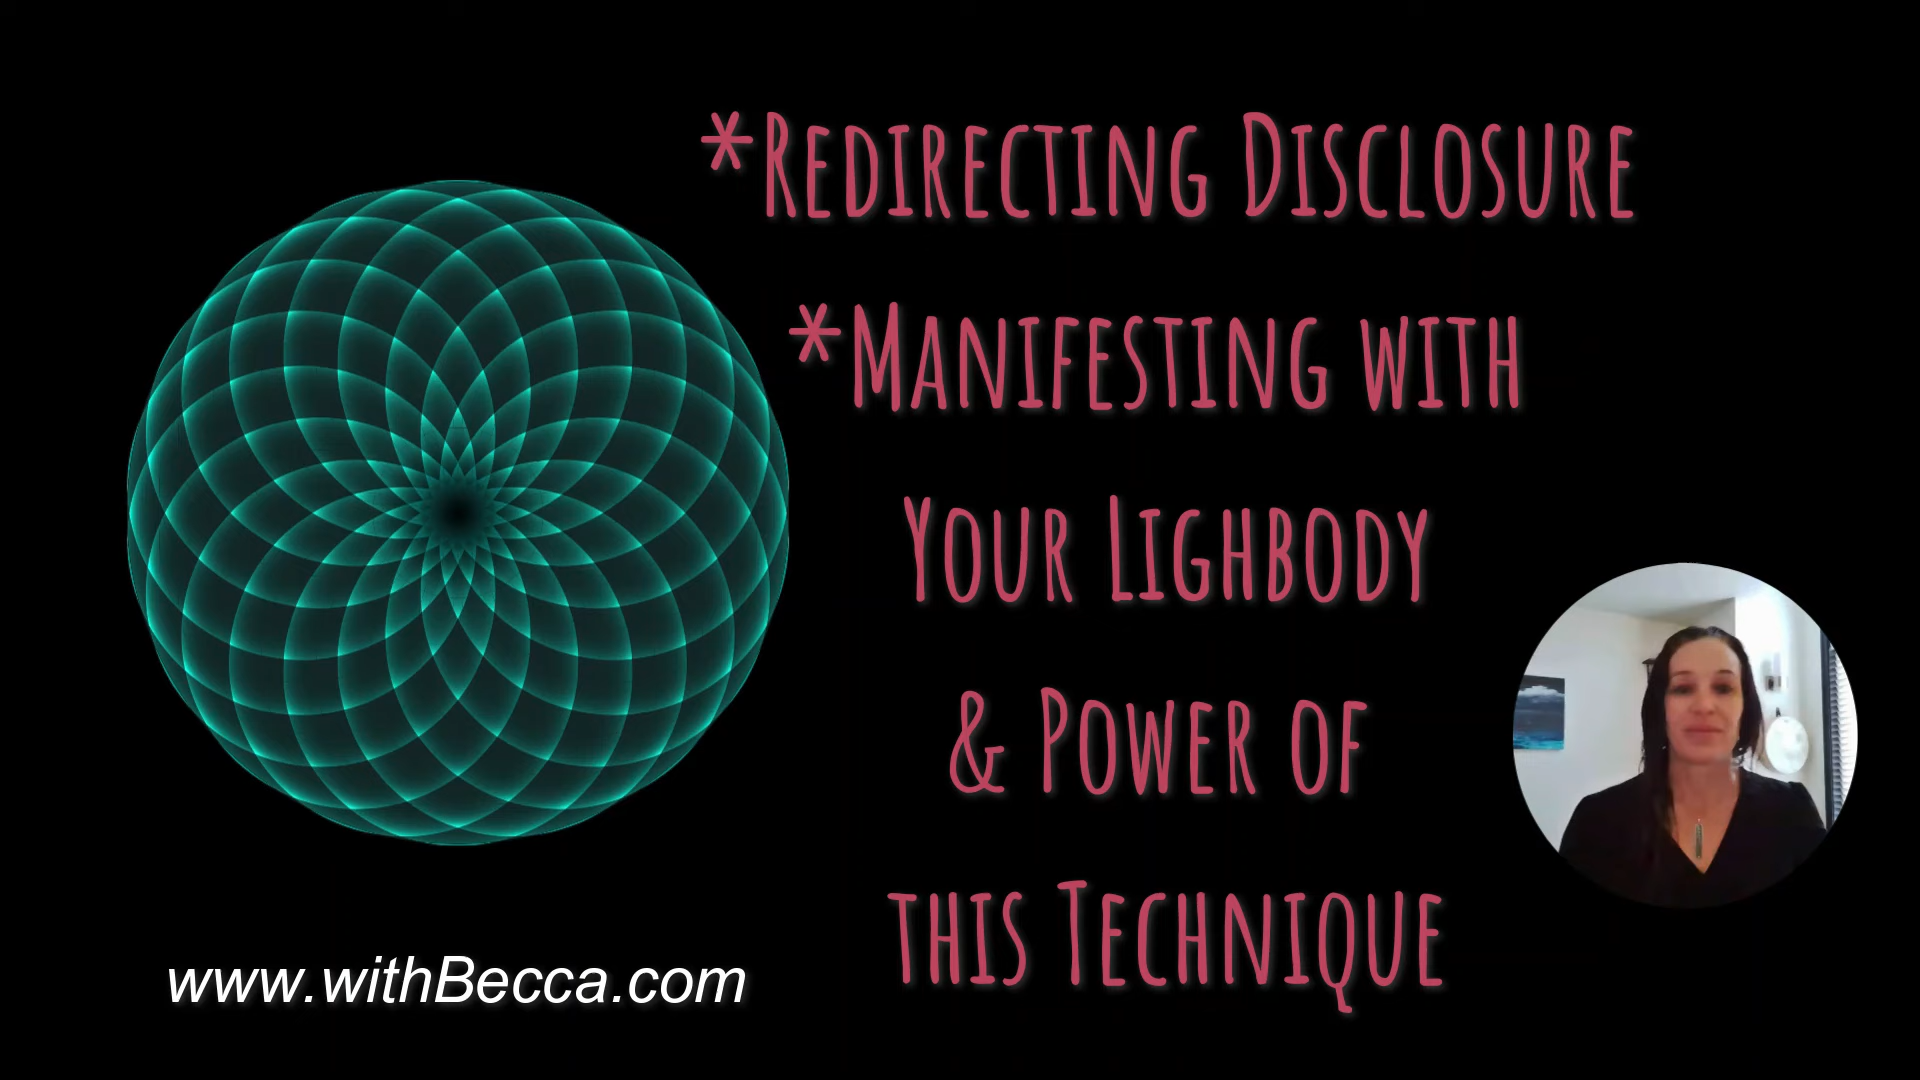 *Redirecting Disclosure
*Manifesting with
Your Lighbody
& Power of
this Technique
www.withBecca.com